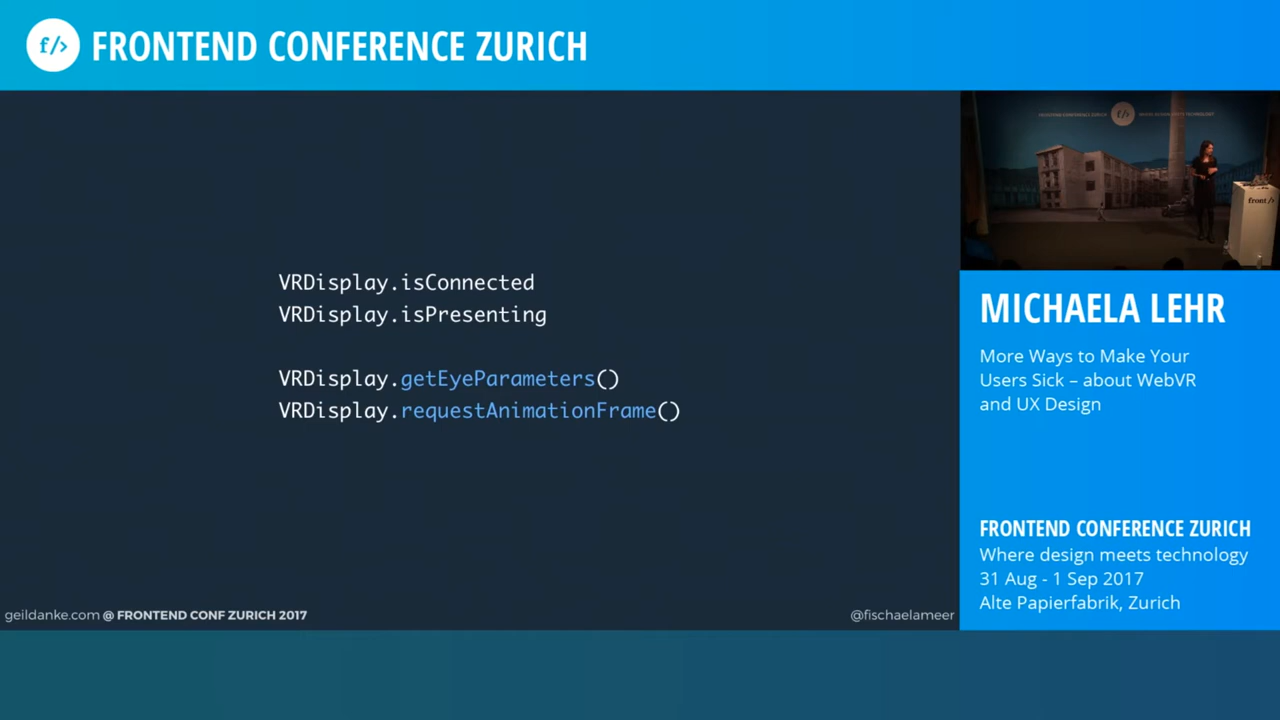 f/> FRONTEND CONFERENCE ZURICH
VRDisplay.isConnected
VRDisplay.isPresenting
VRDisplay.getEyeParameters()
VRDisplay.requestAnimationFrame()
geildanke.com @ FRONTEND CONF ZURICH 2017
@fischaelameer
f/>
front />
MICHAELA LEHR
More Ways to Make Your
Users Sick – about WebVR
and UX Design
FRONTEND CONFERENCE ZURICH
Where design meets technology
31 Aug - 1 Sep 2017
Alte Papierfabrik, Zurich